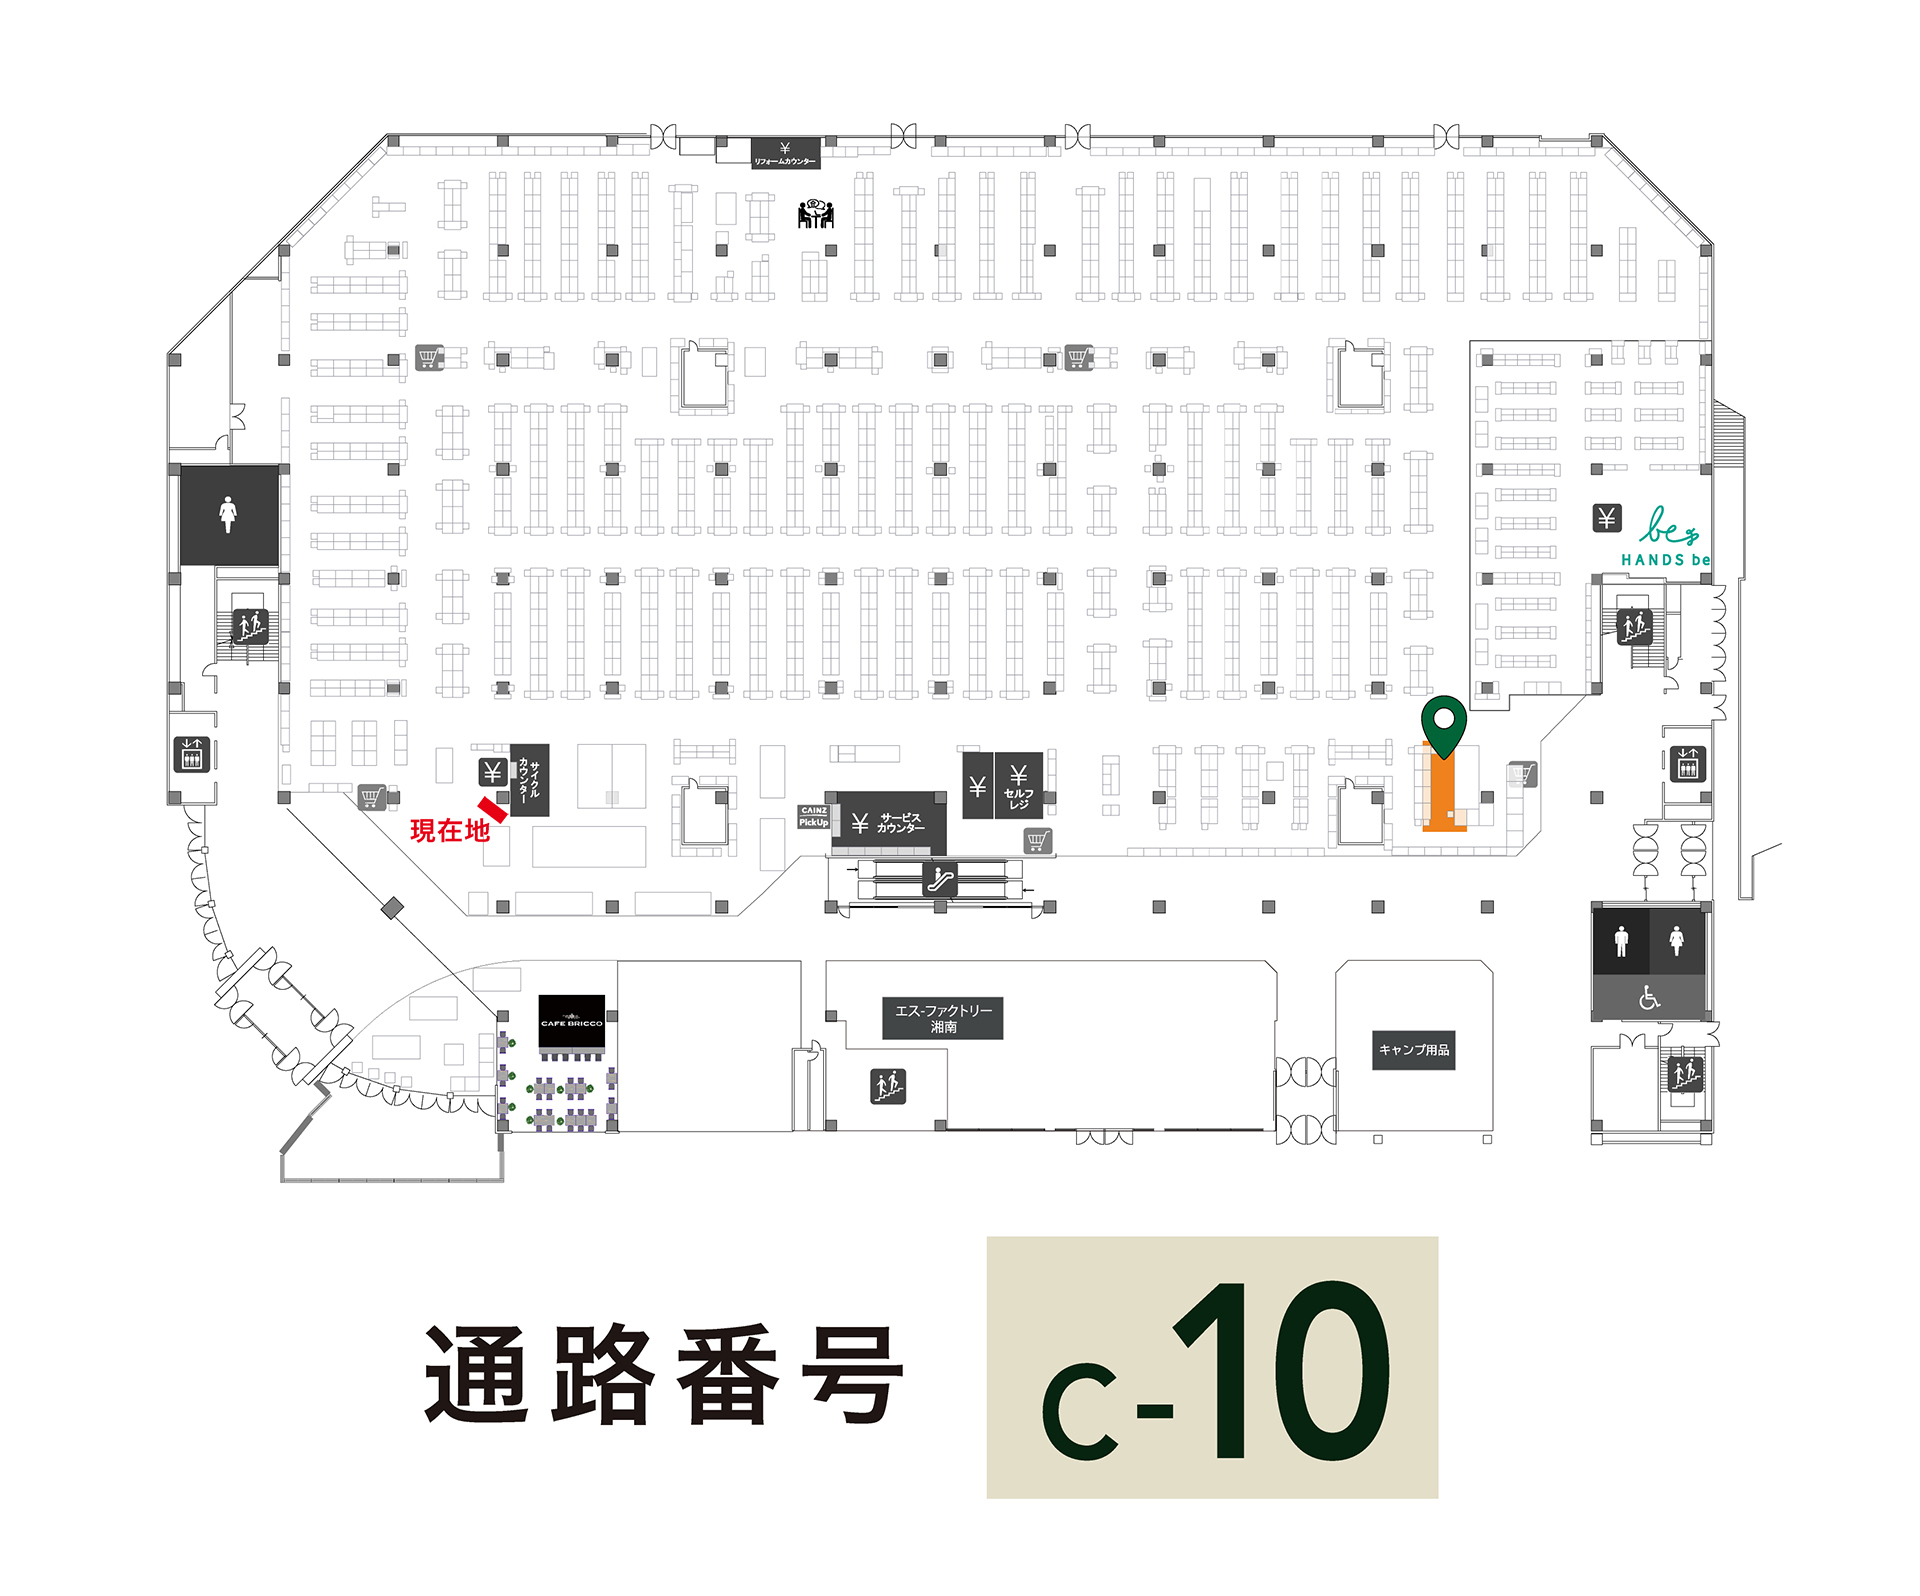 ¥
リフォームカウンター
¥
be
HANDS be
¥
サイクル
カウンター
現在地
CAINZ
PickUp
¥ サービス
カウンター
¥
¥
セルフ
レジ
CAFE BRICCO
エス-ファクトリー
湘南
キャンプ用品
通路番号
C-10